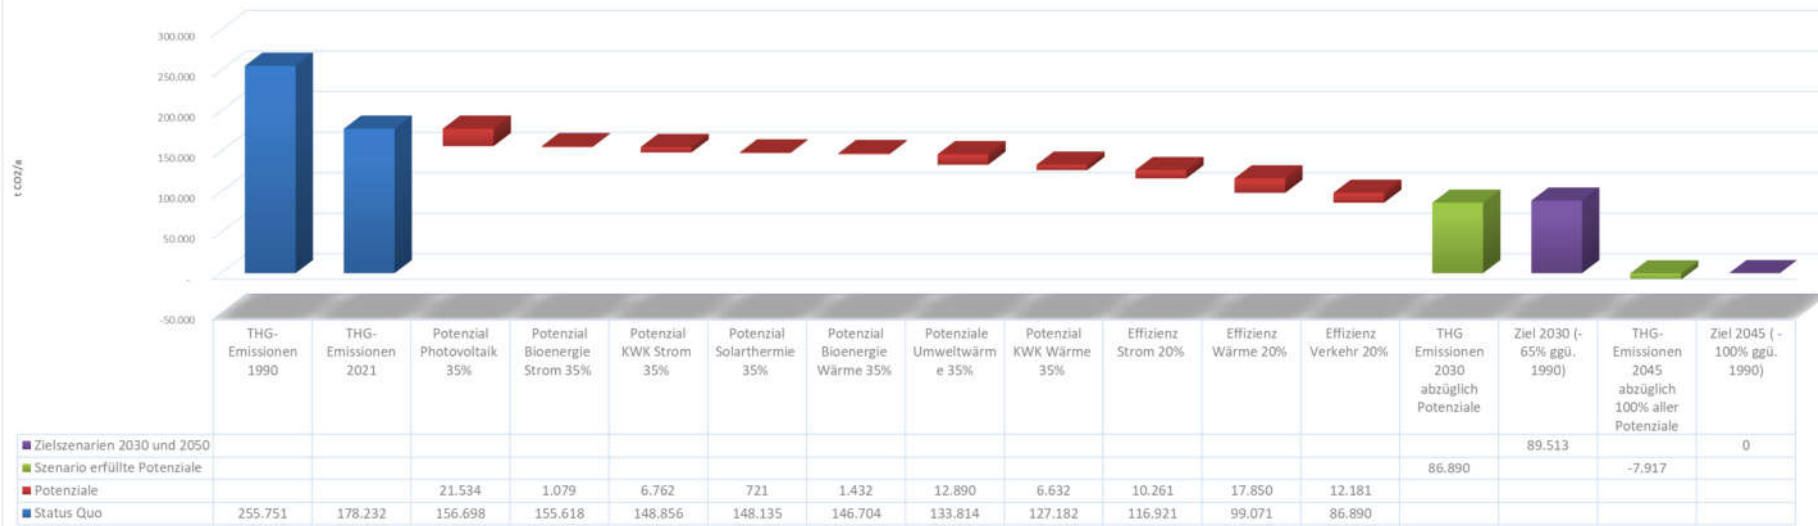 300.000
250.000
200.000
150.000
100.000
50.000
-
-50.000
t CO2/a
THG-
Emissionen
1990
THG-
Emissionen
2021
Potenzial
Photovoltaik
35%
Potenzial
Bioenergie
Strom 35%
Potenzial
KWK Strom
35%
Potenzial
Solarthermie
35%
Potenzial
Bioenergie
Wärme 35%
Potenziale
Umweltwärm
e 35%
Potenzial
KWK Wärme
35%
Effizienz
Strom 20%
Effizienz
Wärme 20%
Effizienz
Verkehr 20%
THG
Emissionen
2030
abzüglich
Potenziale
Ziel 2030 (-
65% ggü.
1990)
THG-
Emissionen
2045
abzüglich
100% aller
Potenziale
Ziel 2045 ( -
100% ggü.
1990)
Zielszenarien 2030 und 2050 89.513 0
Szenario erfüllte Potenziale 86.890 -7.917
Potenziale 21.534 1.079 6.762 721 1.432 12.890 6.632 10.261 17.850 12.181
Status Quo 255.751 178.232 156.698 155.618 148.856 148.135 146.704 133.814 127.182 116.921 99.071 86.890